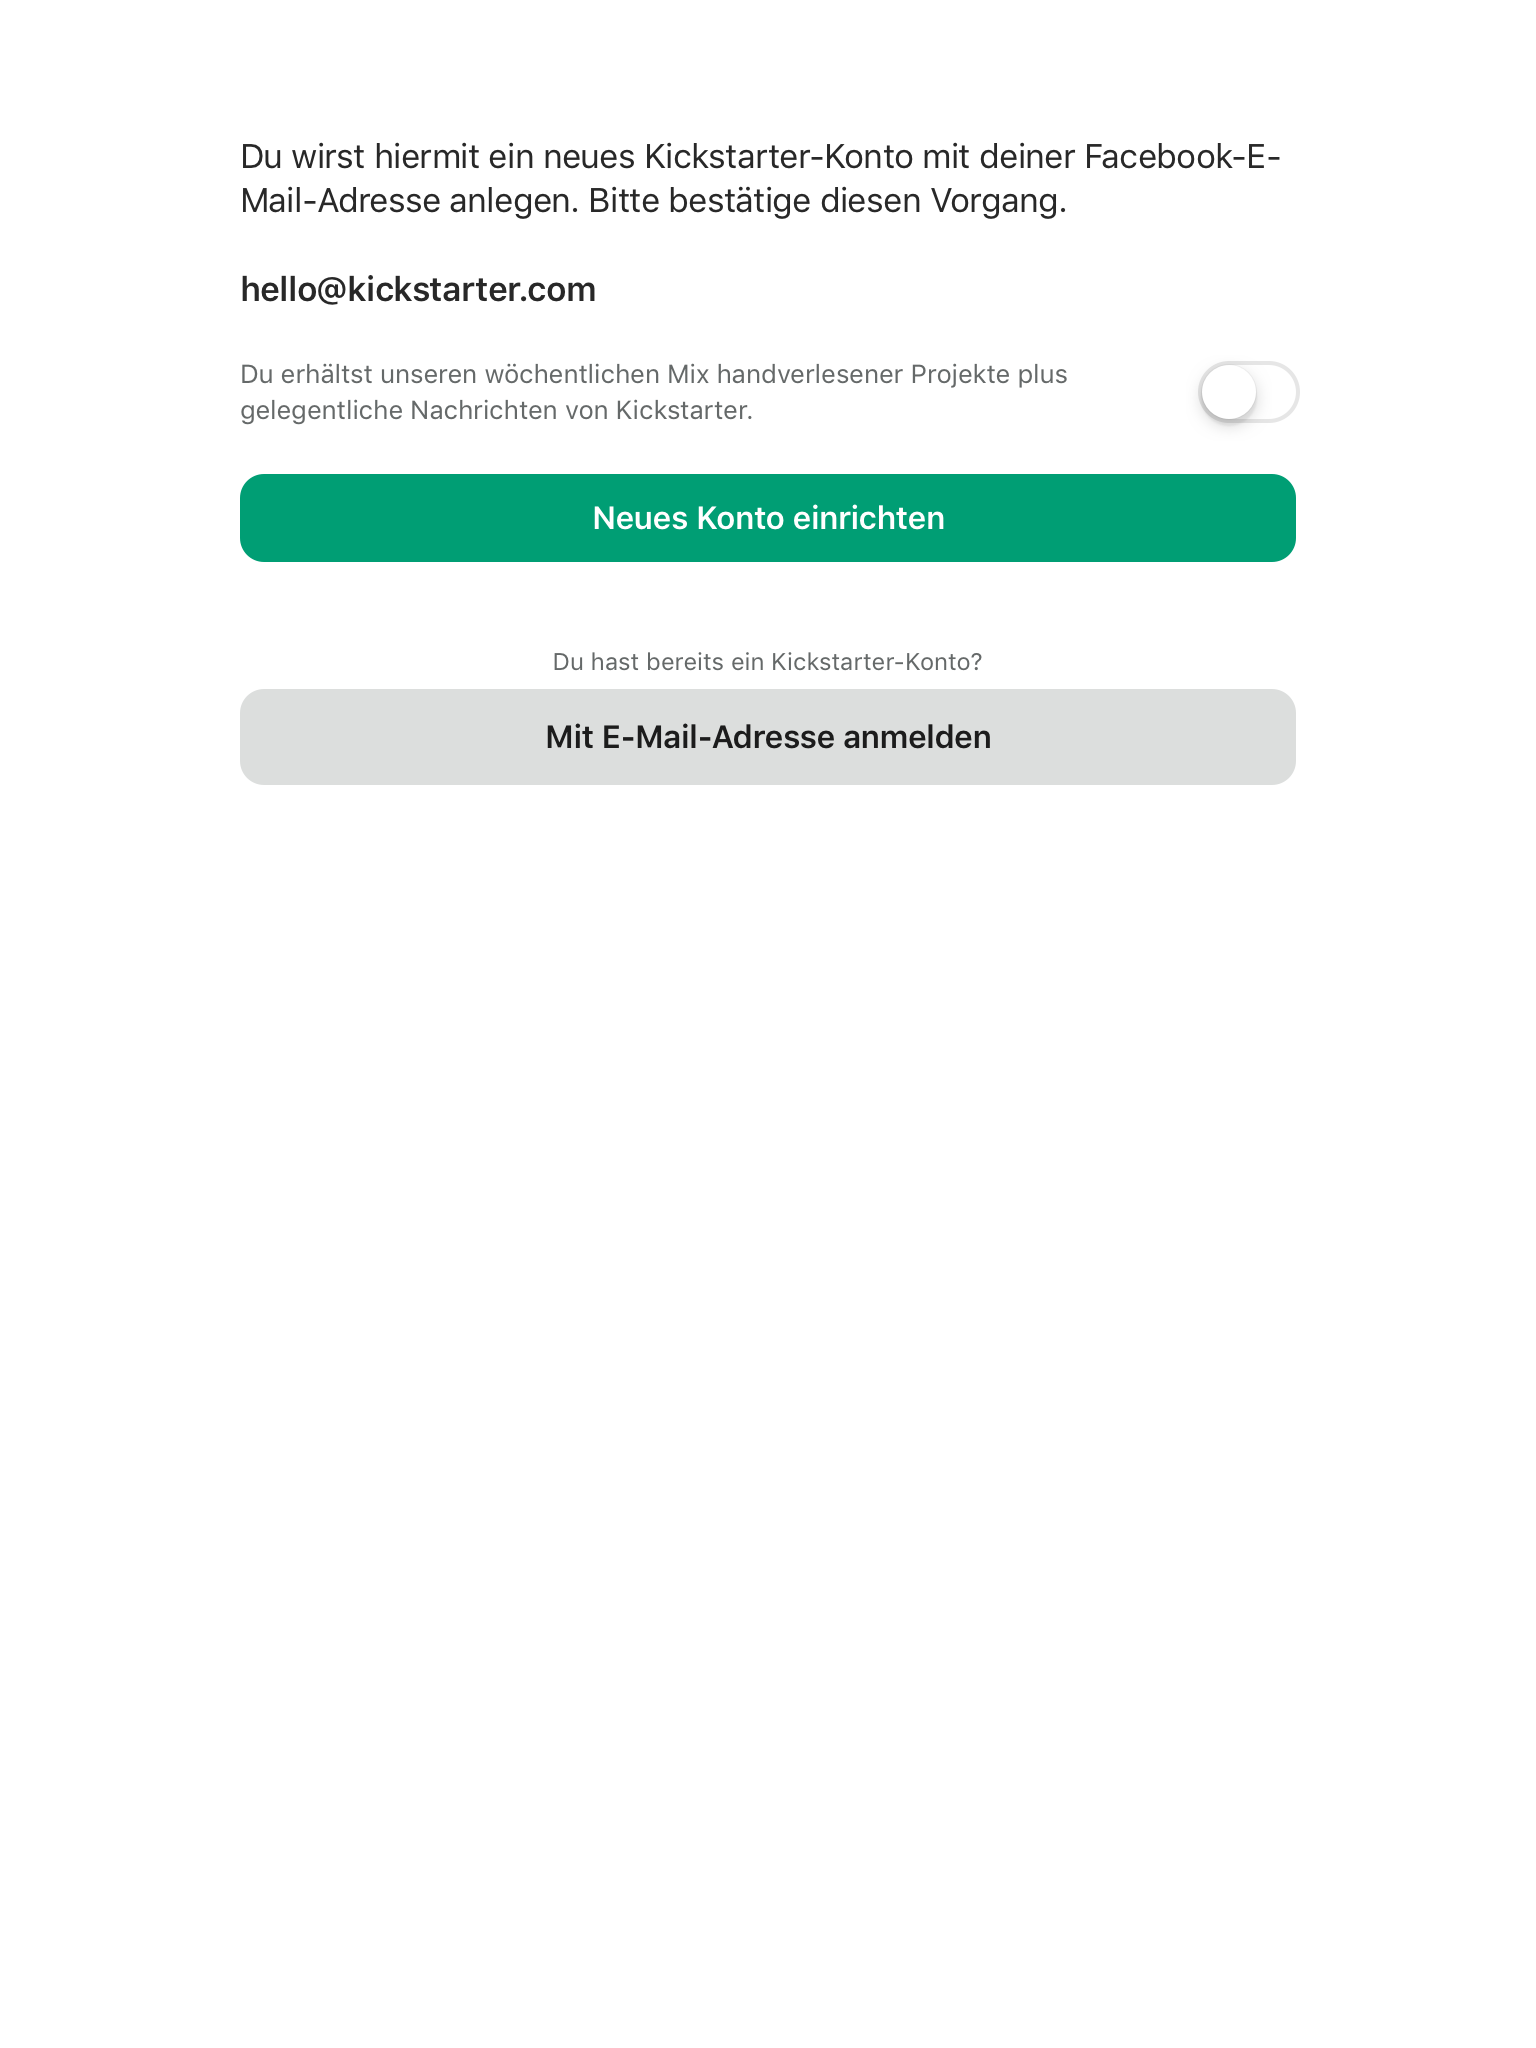 Du wirst hiermit ein neues Kickstarter-Konto mit deiner Facebook-E-
Mail-Adresse anlegen. Bitte bestätige diesen Vorgang.
hello@kickstarter.com
Du erhältst unseren wöchentlichen Mix handverlesener Projekte plus
gelegentliche Nachrichten von Kickstarter.
Neues Konto einrichten
Du hast bereits ein Kickstarter-Konto?
Mit E-Mail-Adresse anmelden